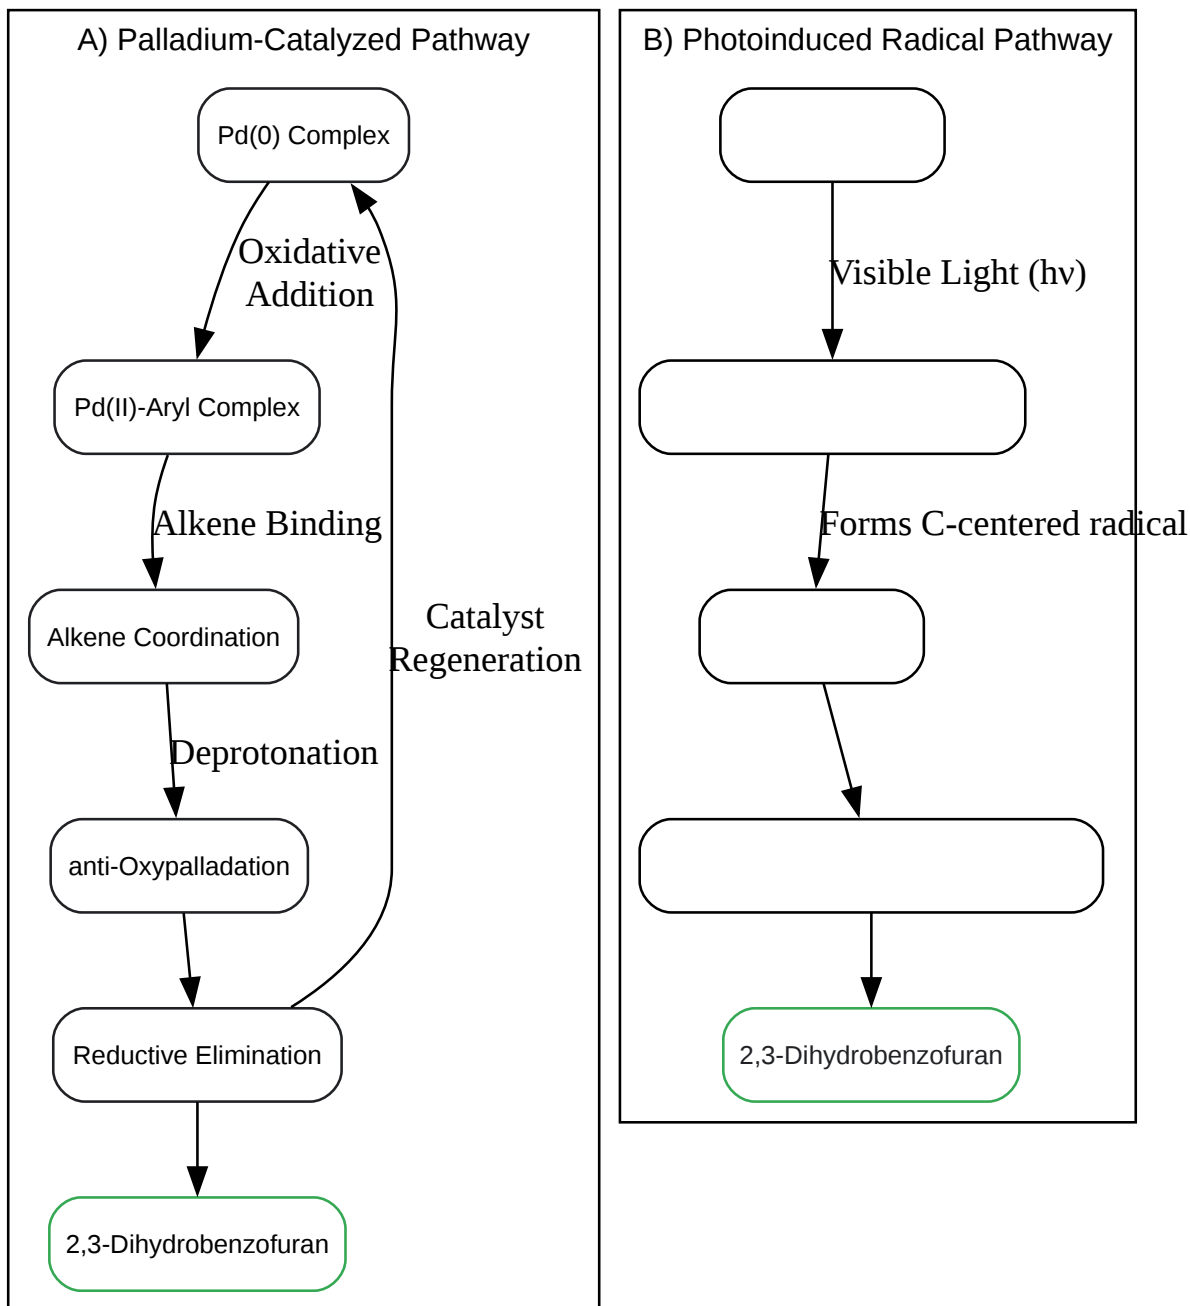 A) Palladium-Catalyzed Pathway
Pd(0) Complex
Oxidative
Addition
Pd(II)-Aryl Complex
Alkene Binding
Alkene Coordination
Catalyst
Regeneration
Deprotonation
anti-Oxypalladation
Reductive Elimination
2,3-Dihydrobenzofuran
B) Photoinduced Radical Pathway
Visible Light (hν)
Forms C-centered radical
2,3-Dihydrobenzofuran